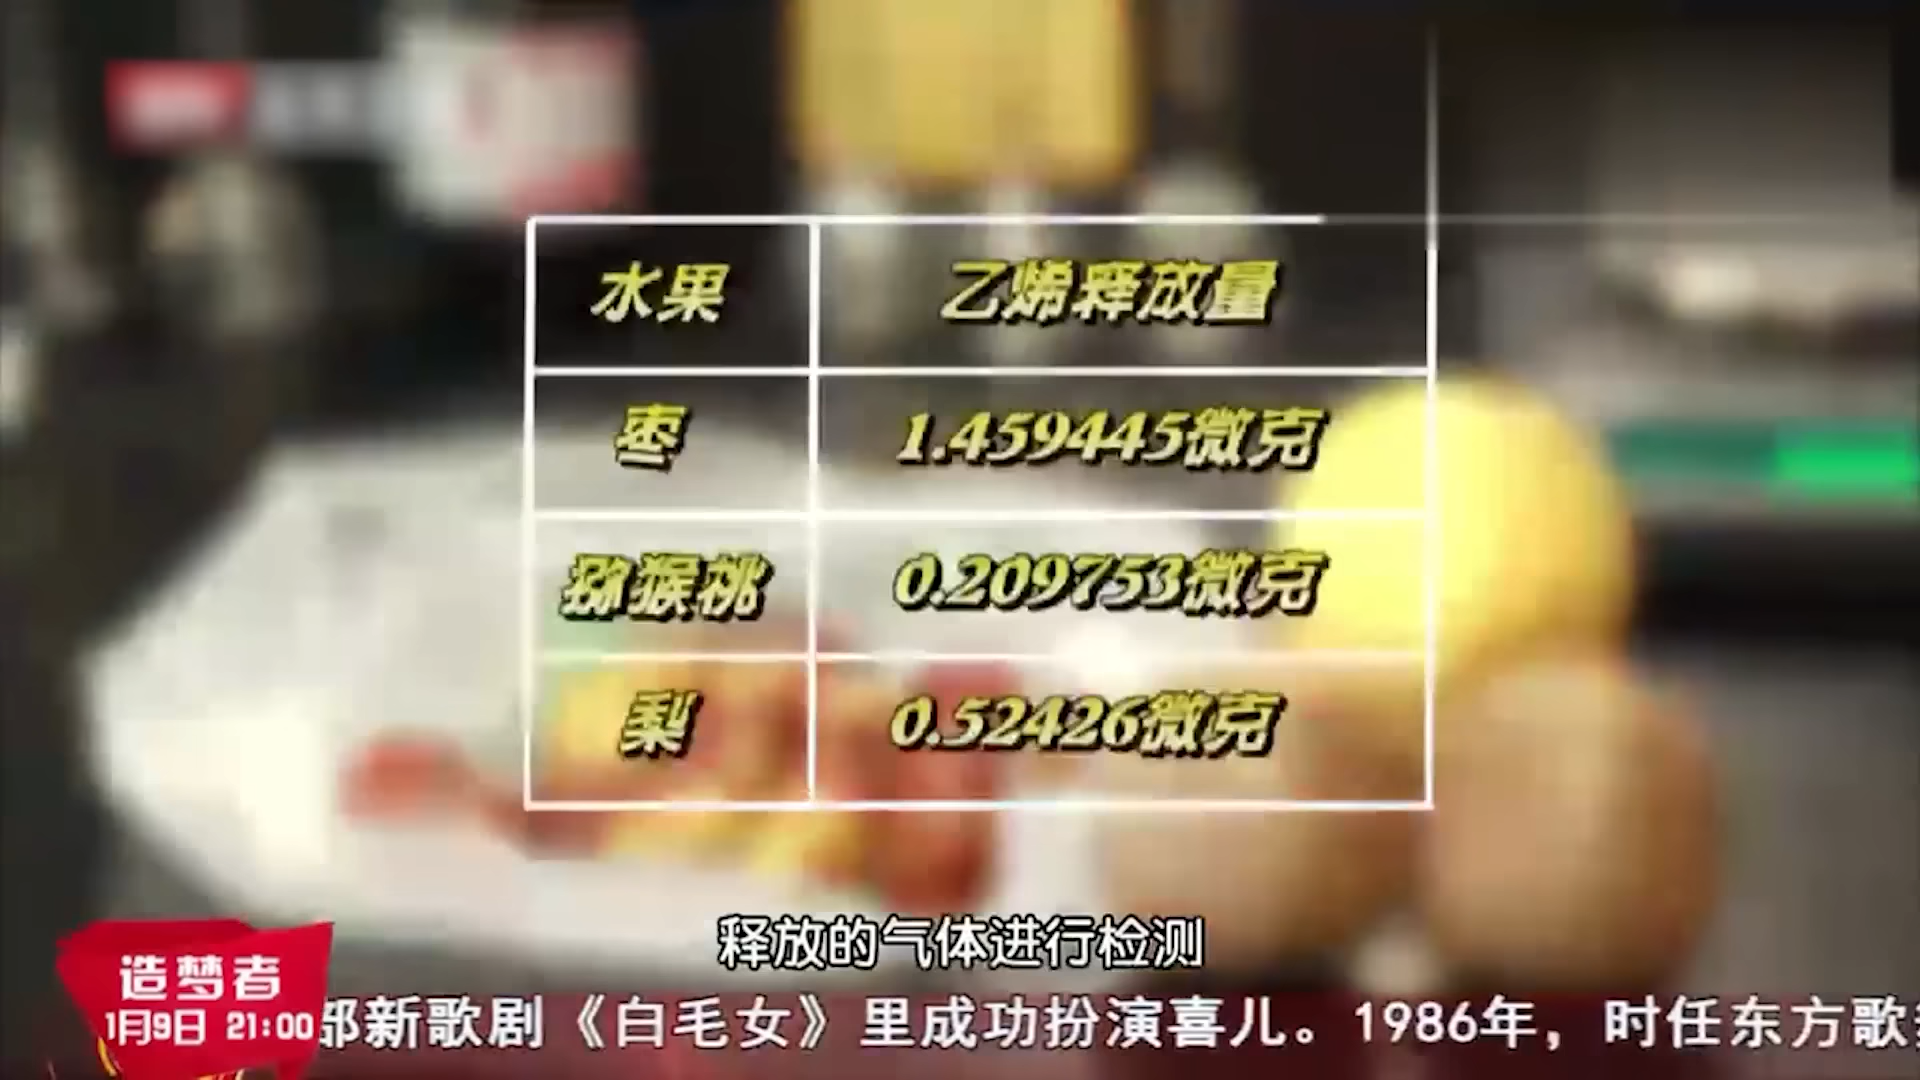 水果 乙烯释放量
枣 1.459445微克
猕猴桃 0.209753微克
梨 0.52426微克
释放的气体进行检测
造梦者
1月9日 21:00
部新歌剧《白毛女》里成功扮演喜儿。1986年，时任东方歌